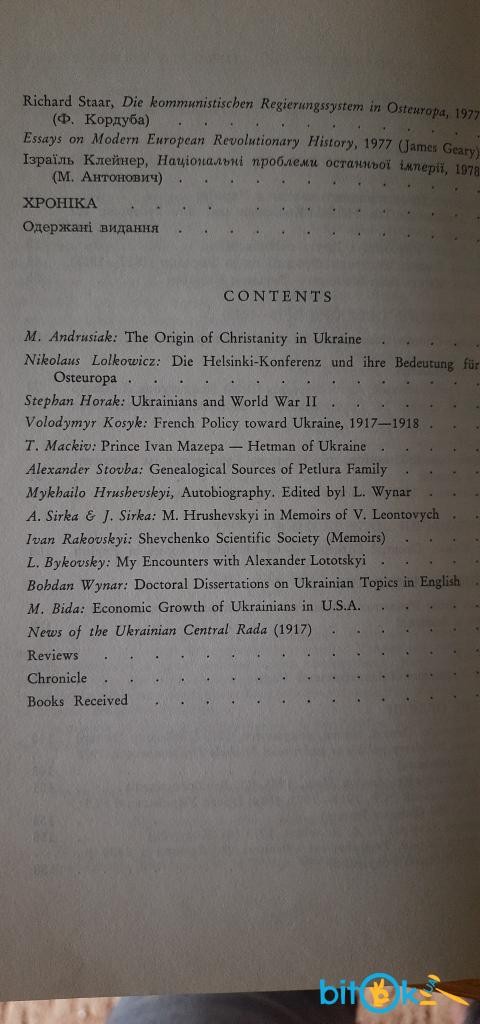 Richard Staar, Die kommunistischen Regierungssystem in Osteuropa, 1977
(Ф. Кордуба) . . . . . . . . .
Essays on Modern European Revolutionary History, 1977 (James Geary)
Ізраїль Клейнер, Національні проблеми останньої імперії, 1978
(М. Антонович) . . . . . . . . .
ХРОНІКА . . . . . . . . .
Одержані видання . . . . . . . . .
CONTENTS
M. Andrusiak: The Origin of Christanity in Ukraine . . . . .
Nikolaus Lolkowicz: Die Helsinki-Konferenz und ihre Bedeutung für
Osteuropa . . . . . . . . . . . . . .
Stephan Horak: Ukrainians and World War II . . . . . .
Volodymyr Kosyk: French Policy toward Ukraine, 1917—1918 . . .
T. Mackiv: Prince Ivan Mazepa — Hetman of Ukraine . . . . .
Alexander Stovba: Genealogical Sources of Petlura Family . . . .
Mykhailo Hrushevskyi, Autobiography. Edited byl L. Wynar . . .
A. Sirka & J. Sirka: M. Hrushevskyi in Memoirs of V. Leontovych . .
Ivan Rakovskyi: Shevchenko Scientific Society (Memoirs) . . . .
L. Bykovsky: My Encounters with Alexander Lototskyi . . . . .
Bohdan Wynar: Doctoral Dissertations on Ukrainian Topics in English .
M. Bida: Economic Growth of Ukrainians in U.S.A. . . . . .
News of the Ukrainian Central Rada (1917) . . . . . . .
Reviews . . . . . . . . . . . . . . .
Chronicle . . . . . . . . . . . . . . .
Books Received . . . . . . . . . . . . .
bitok